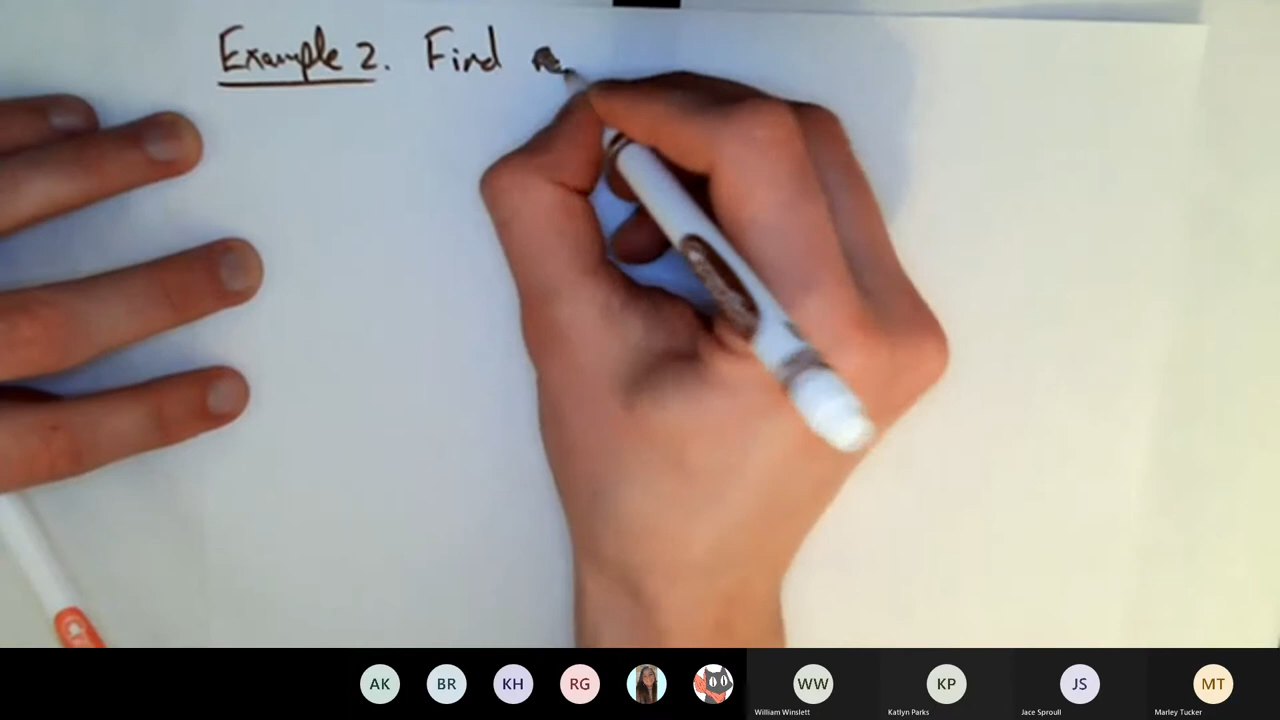 Example 2. Find
AK BR KH RG WW KP JS MT
William Winslett Katlyn Parks Jace Sproull Marley Tucker